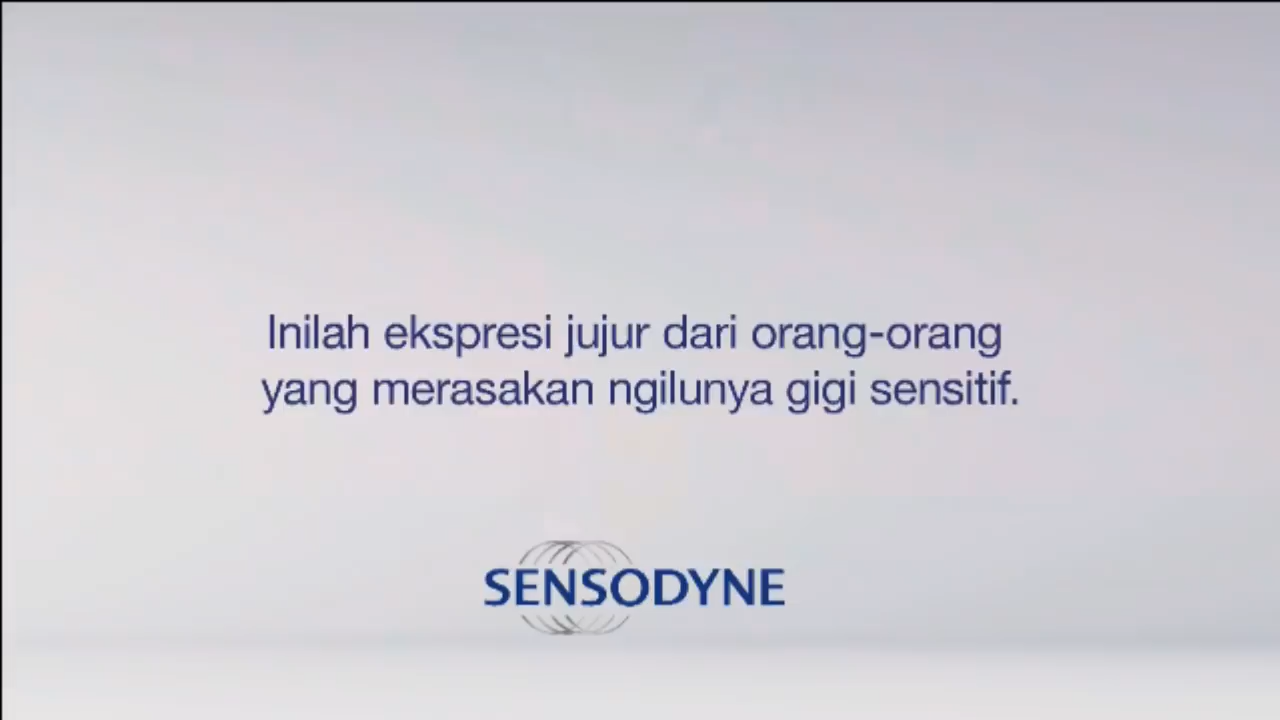 Inilah ekspresi jujur dari orang-orang
yang merasakan ngilunya gigi sensitif.
SENSODYNE